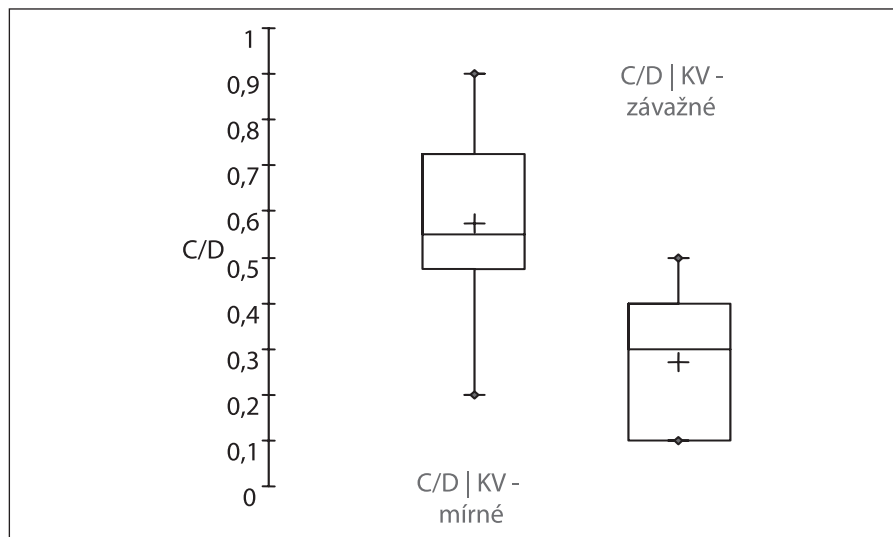 1
0,9
0,8
0,7
0,6
0,5
0,4
0,3
0,2
0,1
0
C/D
C/D | KV -
mírné
C/D | KV -
závažné